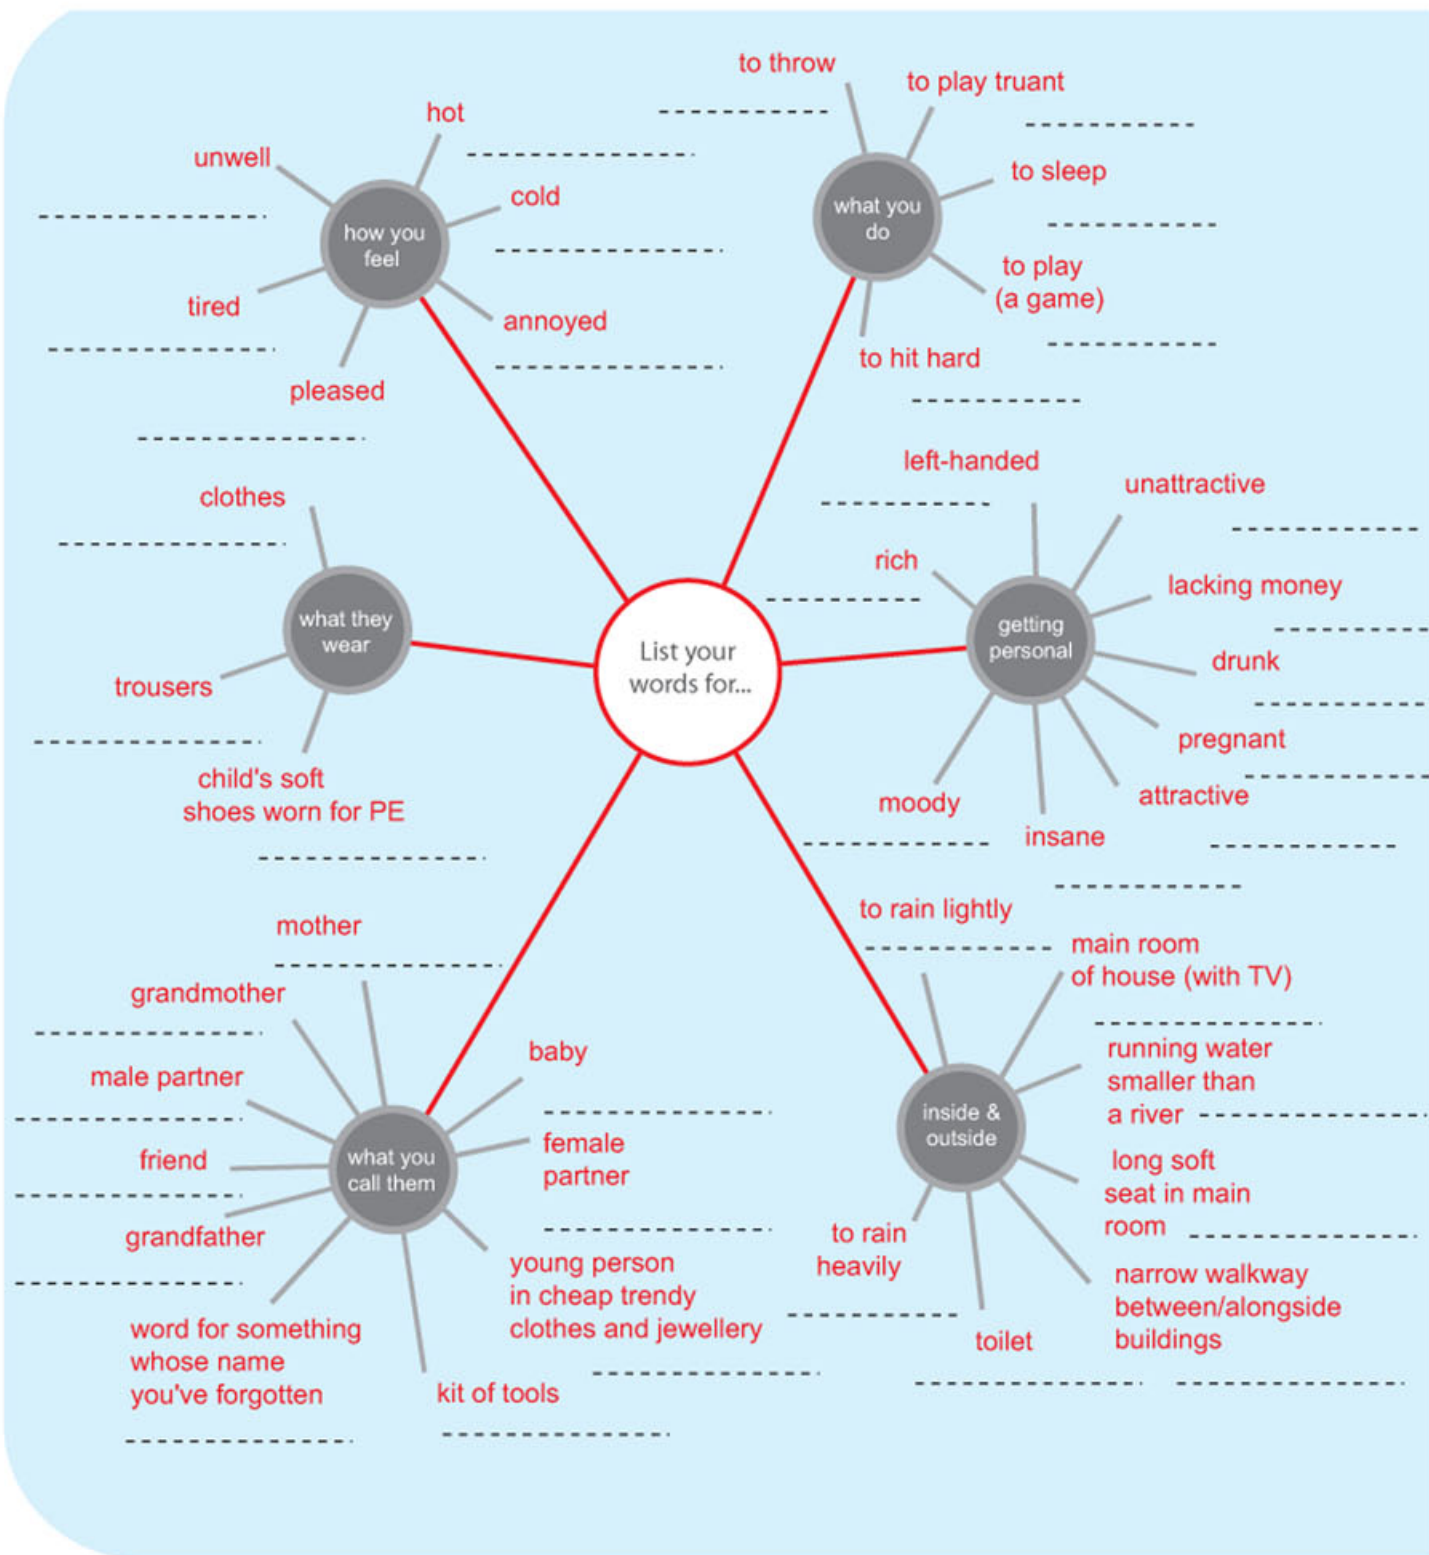 List your
words for...
how you
feel
unwell
hot
cold
annoyed
pleased
tired
what you
do
to throw
to play truant
to sleep
to play
(a game)
to hit hard
getting
personal
left-handed
unattractive
rich
lacking money
drunk
pregnant
attractive
insane
moody
what they
wear
clothes
trousers
child's soft
shoes worn for PE
what you
call them
mother
grandmother
male partner
friend
grandfather
word for something
whose name
you've forgotten
kit of tools
young person
in cheap trendy
clothes and jewellery
female
partner
baby
inside &
outside
to rain lightly
main room
of house (with TV)
running water
smaller than
a river
long soft
seat in main
room
narrow walkway
between/alongside
buildings
toilet
to rain
heavily